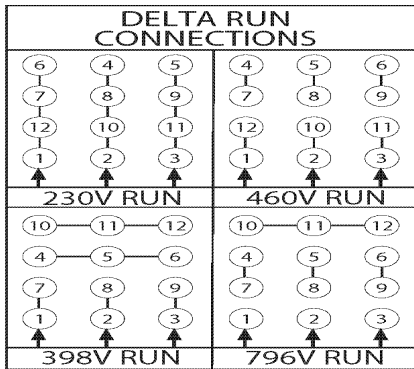 DELTA RUN
CONNECTIONS
6 4 5 4 5 6
7 8 9 7 8 9
12 10 11 12 10 11
1 2 3 1 2 3
230V RUN 460V RUN
10 11 12 10 11 12
4 5 6 4 5 6
7 8 9 7 8 9
1 2 3 1 2 3
398V RUN 796V RUN